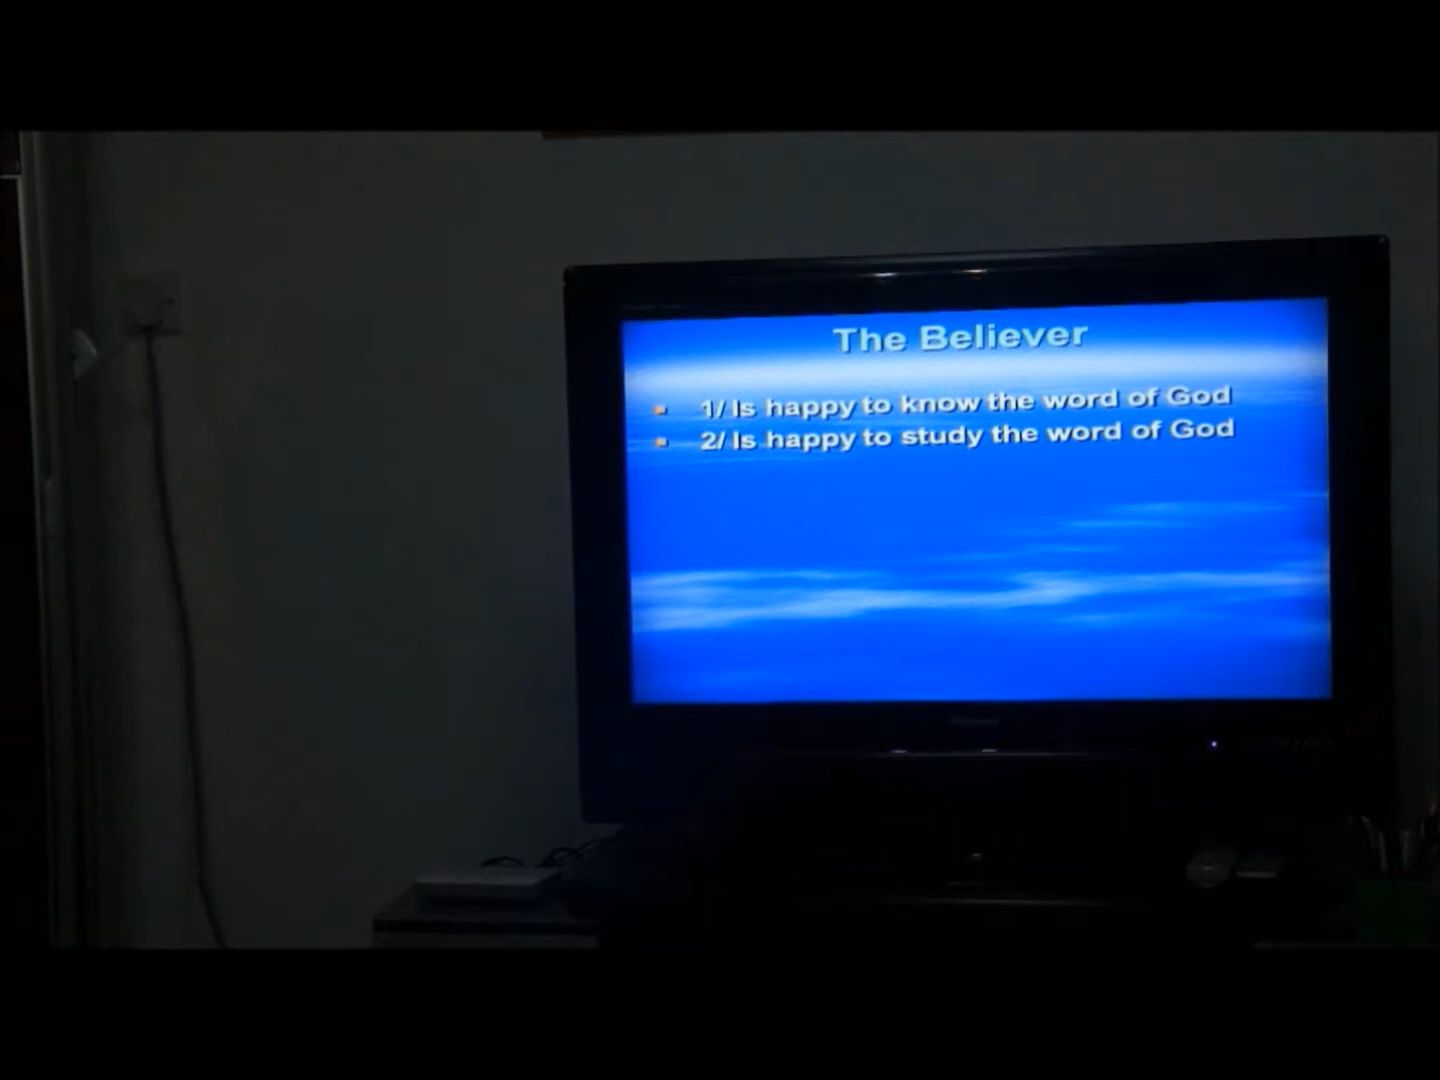 The Believer
1/ Is happy to know the word of God
2/ Is happy to study the word of God